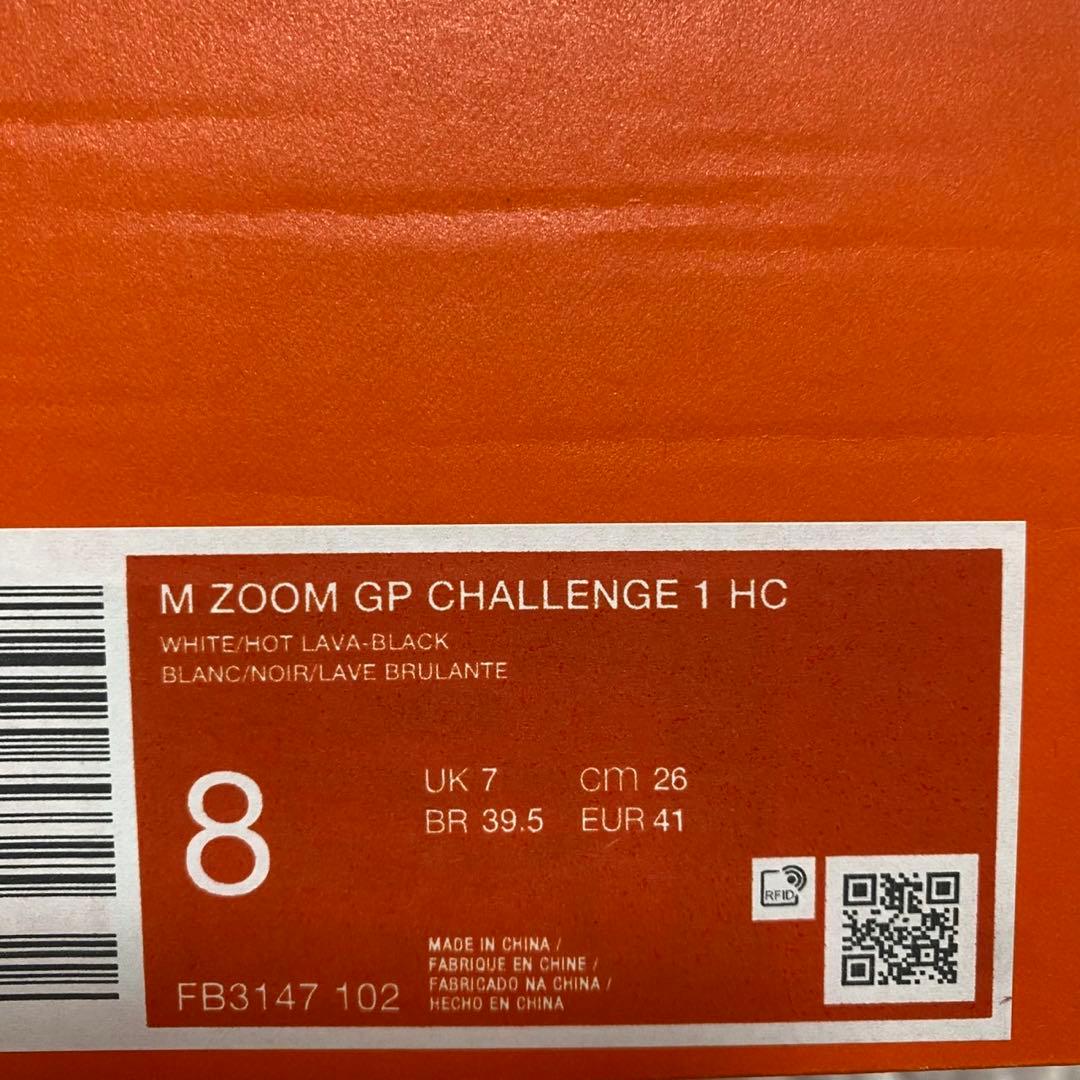 M ZOOM GP CHALLENGE 1 HC
WHITE/HOT LAVA-BLACK
BLANC/NOIR/LAVE BRULANTE
8
UK 7 cm 26
BR 39.5 EUR 41
RFID
MADE IN CHINA /
FABRIQUE EN CHINE /
FABRICADO NA CHINA /
HECHO EN CHINA
FB3147 102